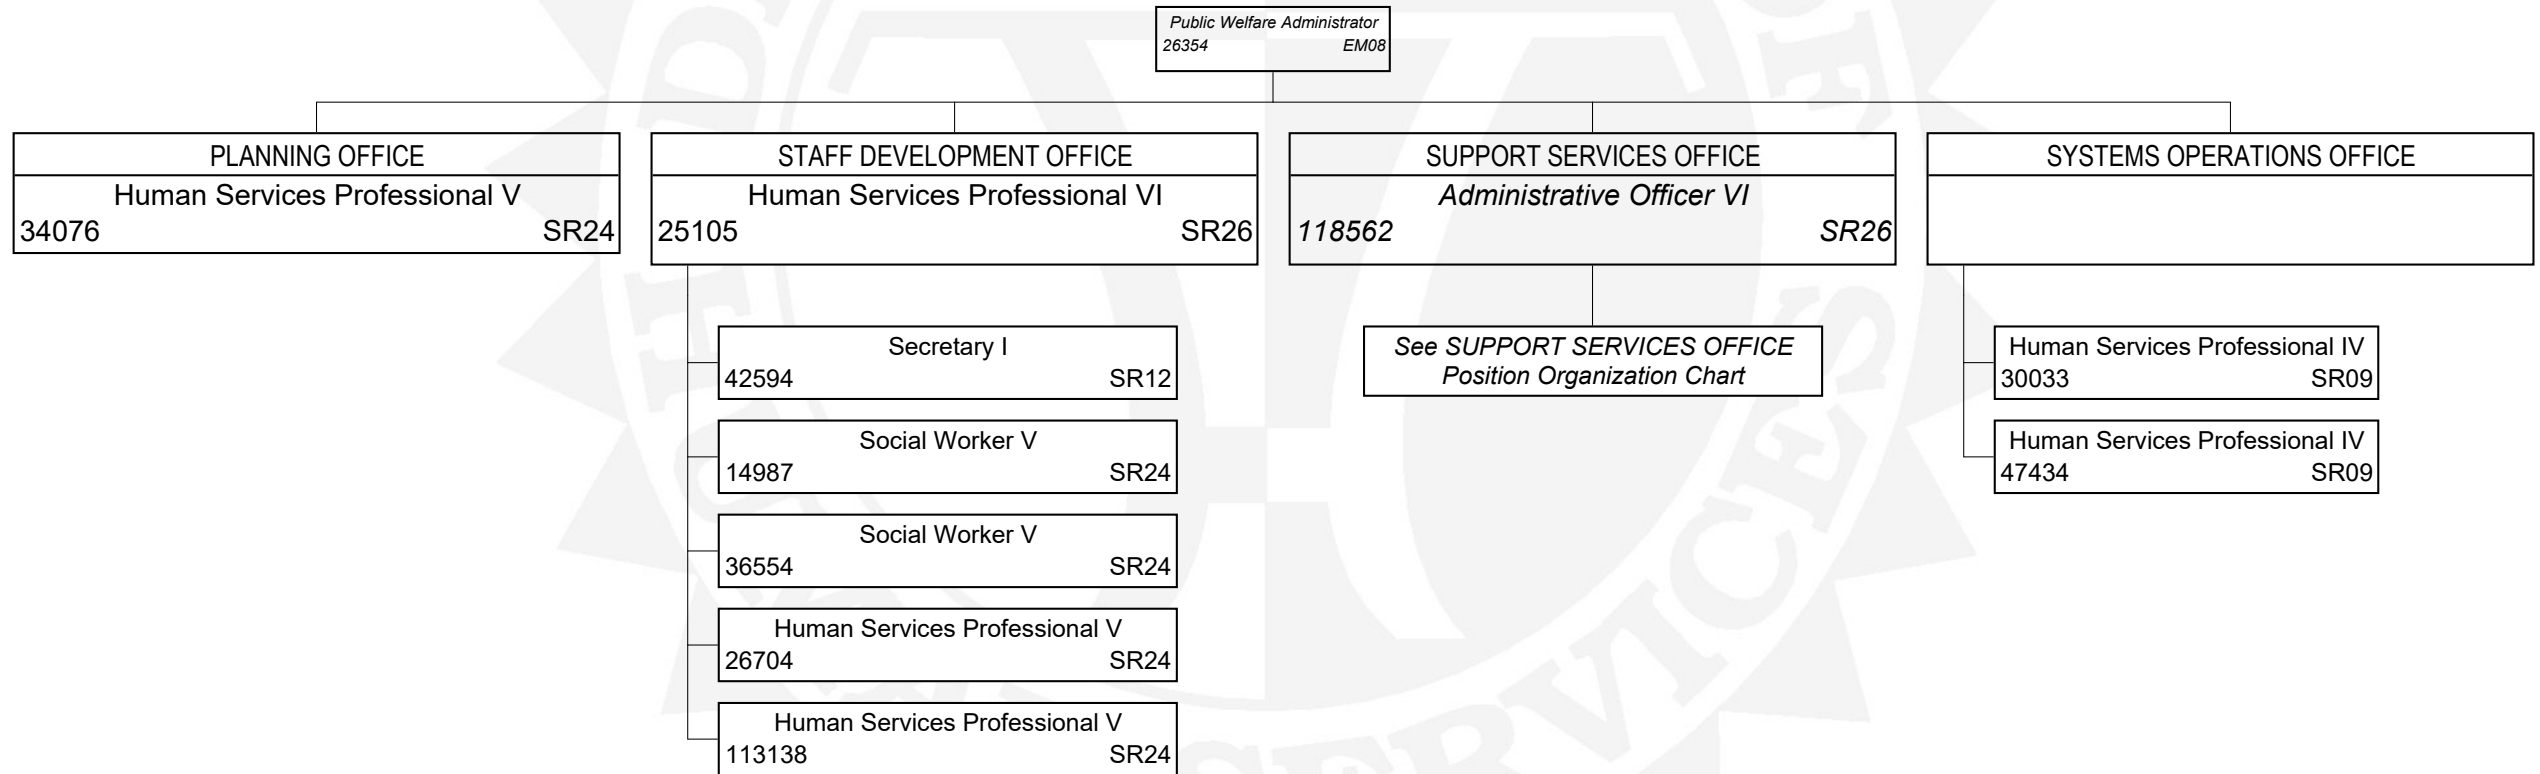 Public Welfare Administrator
26354 EM08
PLANNING OFFICE
Human Services Professional V
34076 SR24
STAFF DEVELOPMENT OFFICE
Human Services Professional VI
25105 SR26
Secretary I
42594 SR12
Social Worker V
14987 SR24
Social Worker V
36554 SR24
Human Services Professional V
26704 SR24
Human Services Professional V
113138 SR24
SUPPORT SERVICES OFFICE
Administrative Officer VI
118562 SR26
See SUPPORT SERVICES OFFICE
Position Organization Chart
SYSTEMS OPERATIONS OFFICE
Human Services Professional IV
30033 SR09
Human Services Professional IV
47434 SR09